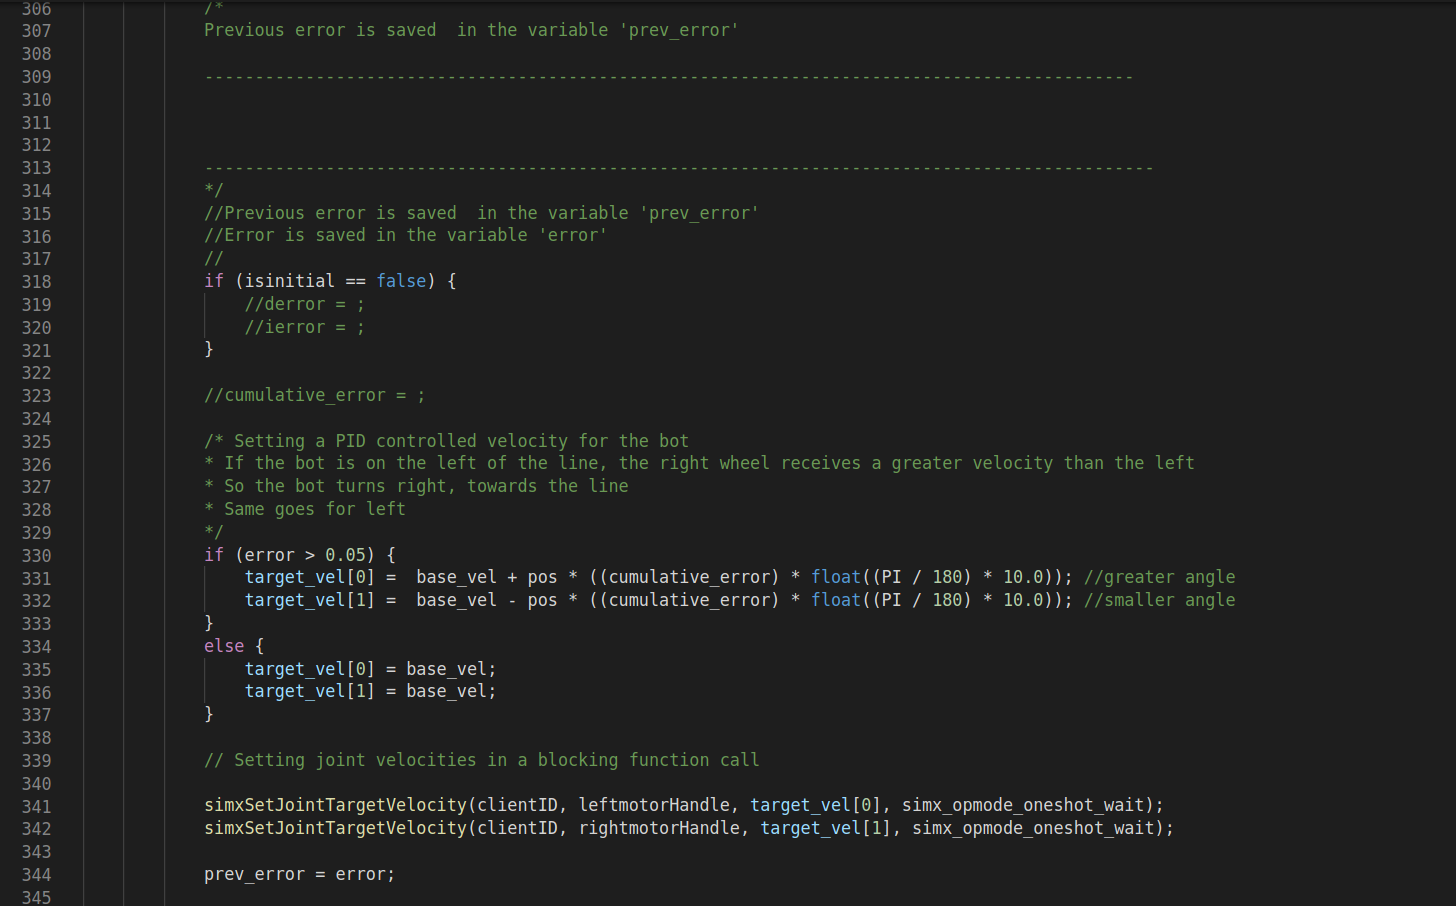 306 /*
307 Previous error is saved  in the variable 'prev_error'
308
309 --------------------------------------------------------------------------------------------
310
311
312
313 ----------------------------------------------------------------------------------------------
314 */
315 //Previous error is saved  in the variable 'prev_error'
316 //Error is saved in the variable 'error'
317 //
318 if (isinitial == false) {
319     //derror = ;
320     //ierror = ;
321 }
322
323 //cumulative_error = ;
324
325 /* Setting a PID controlled velocity for the bot
326 * If the bot is on the left of the line, the right wheel receives a greater velocity than the left
327 * So the bot turns right, towards the line
328 * Same goes for left
329 */
330 if (error > 0.05) {
331     target_vel[0] =  base_vel + pos * ((cumulative_error) * float((PI / 180) * 10.0)); //greater angle
332     target_vel[1] =  base_vel - pos * ((cumulative_error) * float((PI / 180) * 10.0)); //smaller angle
333 }
334 else {
335     target_vel[0] = base_vel;
336     target_vel[1] = base_vel;
337 }
338
339 // Setting joint velocities in a blocking function call
340
341 simxSetJointTargetVelocity(clientID, leftmotorHandle, target_vel[0], simx_opmode_oneshot_wait);
342 simxSetJointTargetVelocity(clientID, rightmotorHandle, target_vel[1], simx_opmode_oneshot_wait);
343
344 prev_error = error;
345